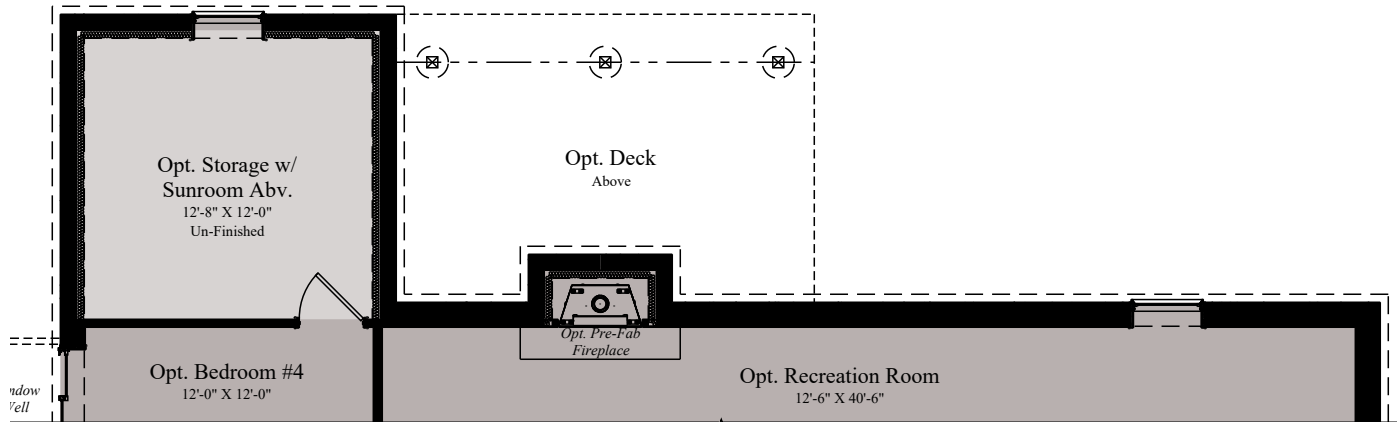 Opt. Storage w/
Sunroom Abv.
12'-8" X 12'-0"
Un-Finished
Opt. Deck
Above
Opt. Pre-Fab
Fireplace
Opt. Bedroom #4
12'-0" X 12'-0"
Opt. Recreation Room
12'-6" X 40'-6"